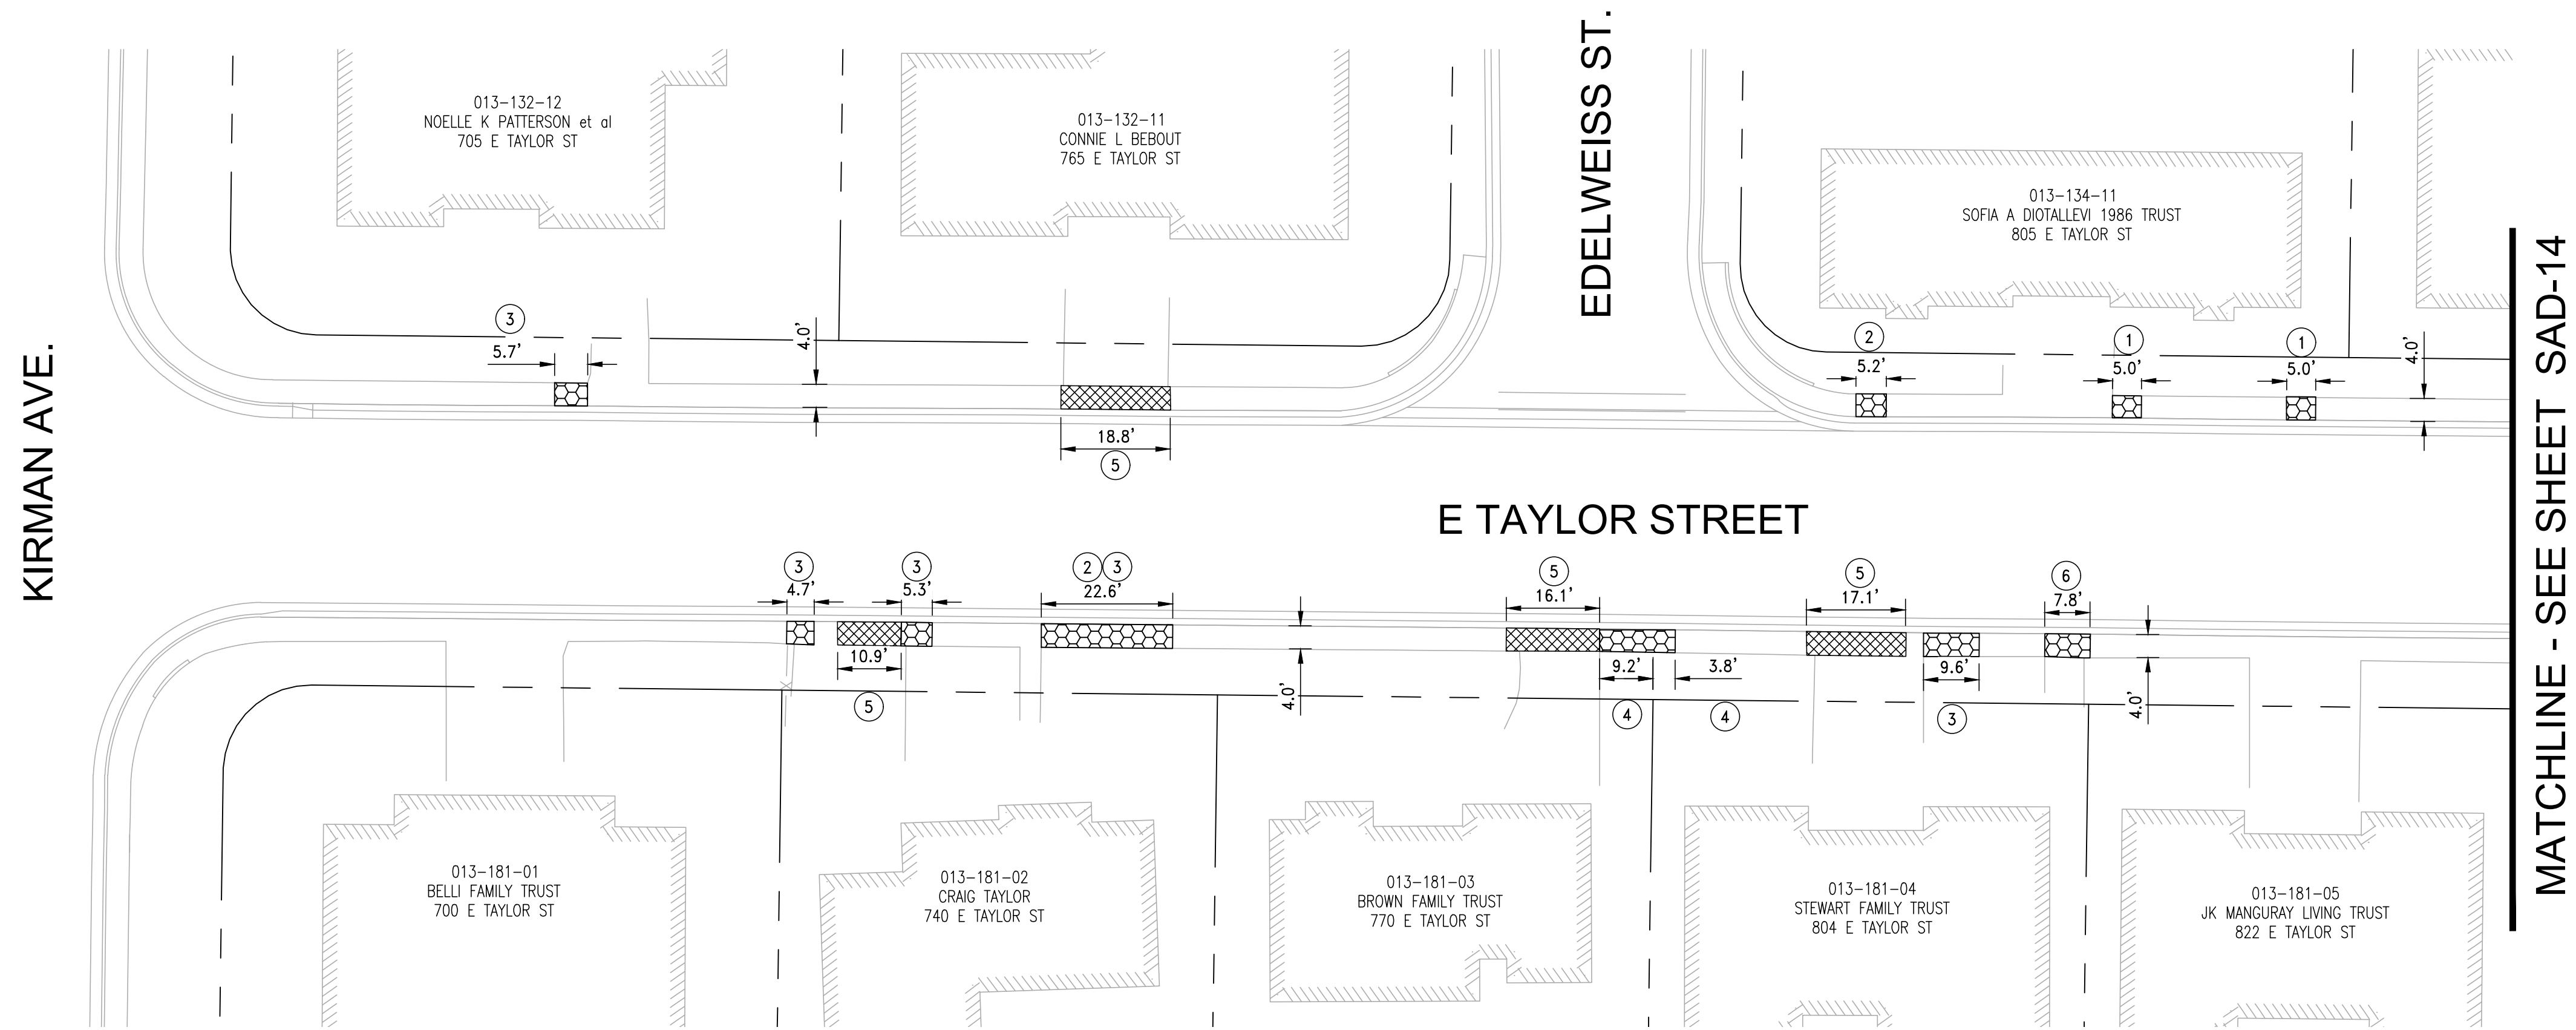 EDELWEISS ST.
013-132-12
NOELLE K PATTERSON et al
705 E TAYLOR ST
013-132-11
CONNIE L BEBOUT
765 E TAYLOR ST
013-134-11
SOFIA A DIOTALLEVI 1986 TRUST
805 E TAYLOR ST
3
5.7'
4.0'
2
5.2'
1
5.0'
1
5.0'
4.0'
18.8'
5
KIRMAN AVE.
E TAYLOR STREET
MATCHLINE - SEE SHEET SAD-14
3
4.7'
3
5.3'
2 3
22.6'
5
16.1'
5
17.1'
6
7.8'
10.9'
5
4.0'
9.2'
4
3.8'
4
9.6'
3
4.0'
013-181-01
BELLI FAMILY TRUST
700 E TAYLOR ST
013-181-02
CRAIG TAYLOR
740 E TAYLOR ST
013-181-03
BROWN FAMILY TRUST
770 E TAYLOR ST
013-181-04
STEWART FAMILY TRUST
804 E TAYLOR ST
013-181-05
JK MANGURAY LIVING TRUST
822 E TAYLOR ST